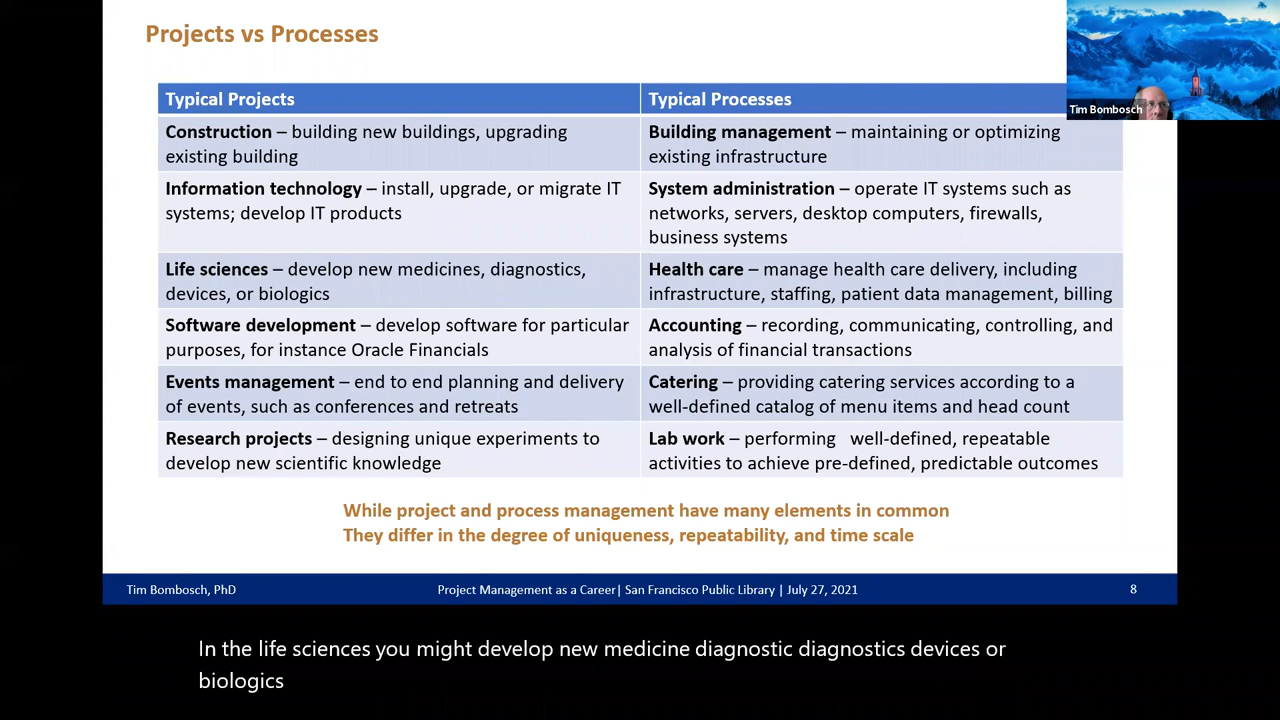 Projects vs Processes
Tim Bombosch
Typical Projects
Typical Processes
Construction – building new buildings, upgrading
existing building
Building management – maintaining or optimizing
existing infrastructure
Information technology – install, upgrade, or migrate IT
systems; develop IT products
System administration – operate IT systems such as
networks, servers, desktop computers, firewalls,
business systems
Life sciences – develop new medicines, diagnostics,
devices, or biologics
Health care – manage health care delivery, including
infrastructure, staffing, patient data management, billing
Software development – develop software for particular
purposes, for instance Oracle Financials
Accounting – recording, communicating, controlling, and
analysis of financial transactions
Events management – end to end planning and delivery
of events, such as conferences and retreats
Catering – providing catering services according to a
well-defined catalog of menu items and head count
Research projects – designing unique experiments to
develop new scientific knowledge
Lab work – performing well-defined, repeatable
activities to achieve pre-defined, predictable outcomes
While project and process management have many elements in common
They differ in the degree of uniqueness, repeatability, and time scale
Tim Bombosch, PhD
Project Management as a Career| San Francisco Public Library | July 27, 2021
8
In the life sciences you might develop new medicine diagnostic diagnostics devices or
biologics